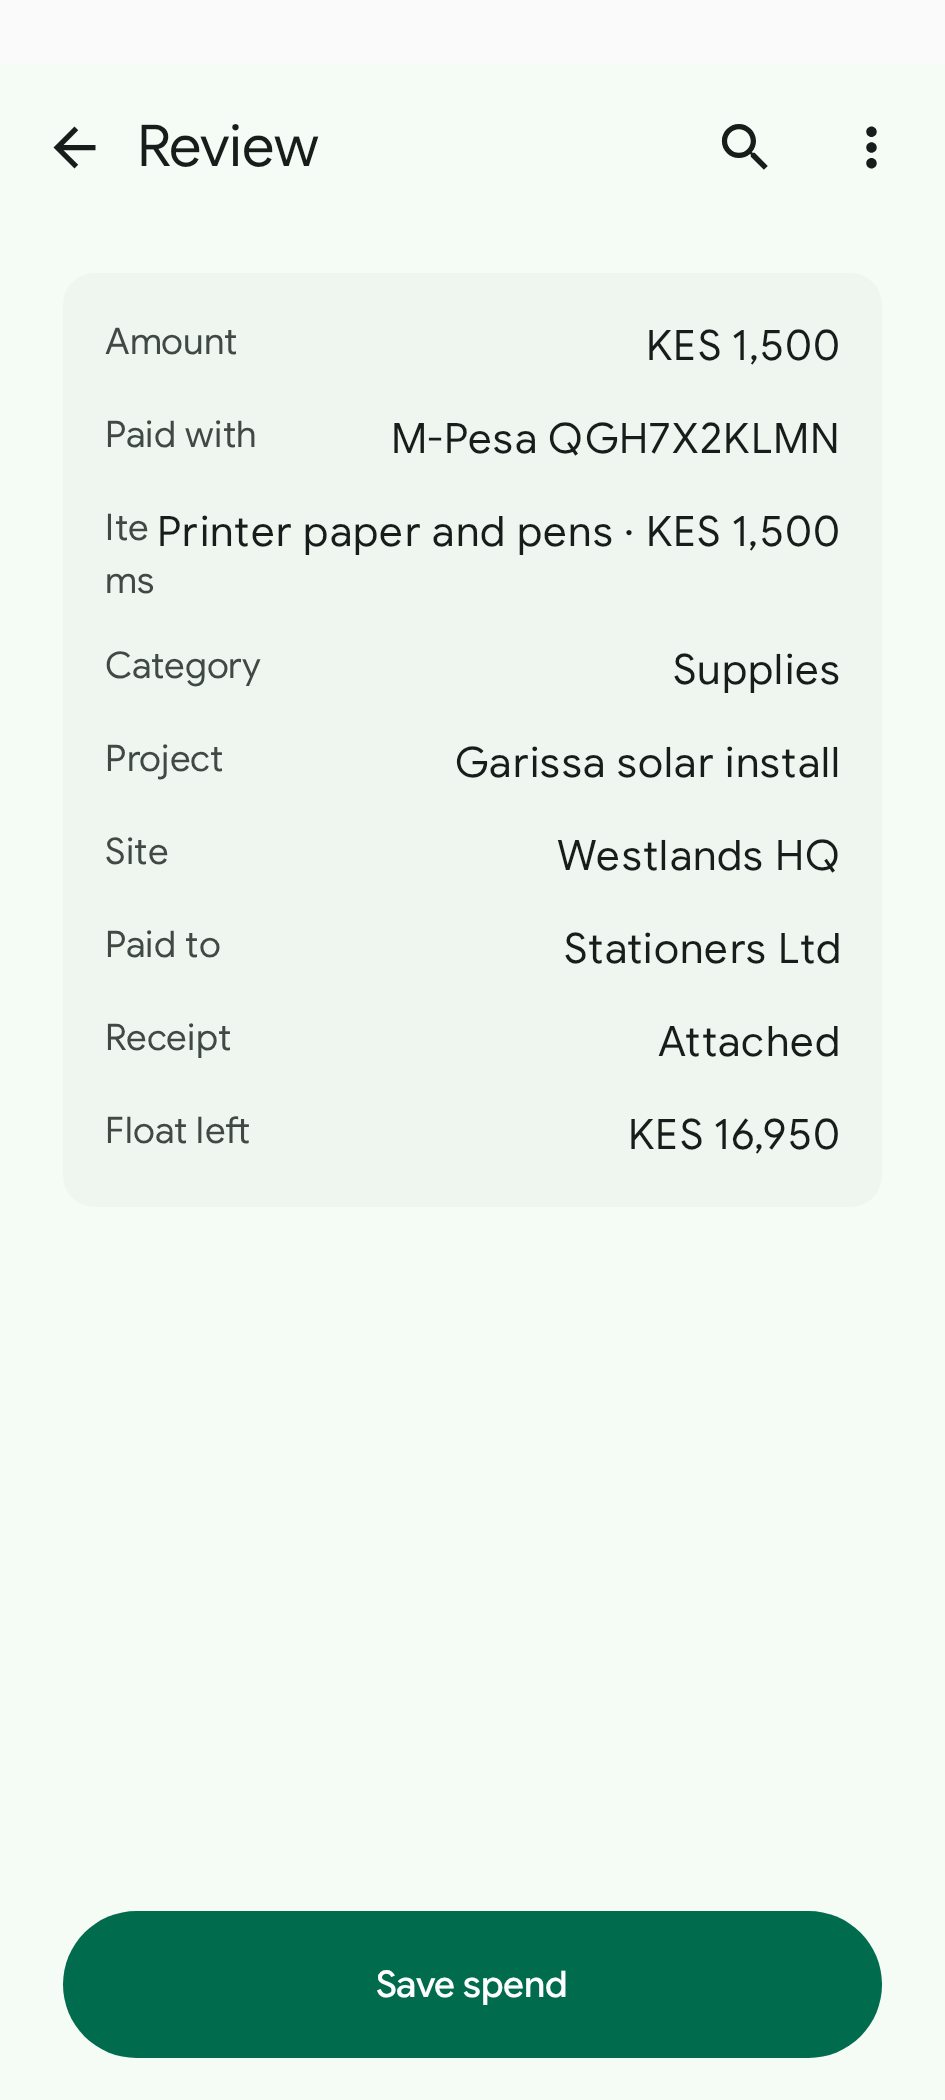 Review
Amount KES 1,500
Paid with M-Pesa QGH7X2KLMN
Ite Printer paper and pens · KES 1,500
ms
Category Supplies
Project Garissa solar install
Site Westlands HQ
Paid to Stationers Ltd
Receipt Attached
Float left KES 16,950
Save spend